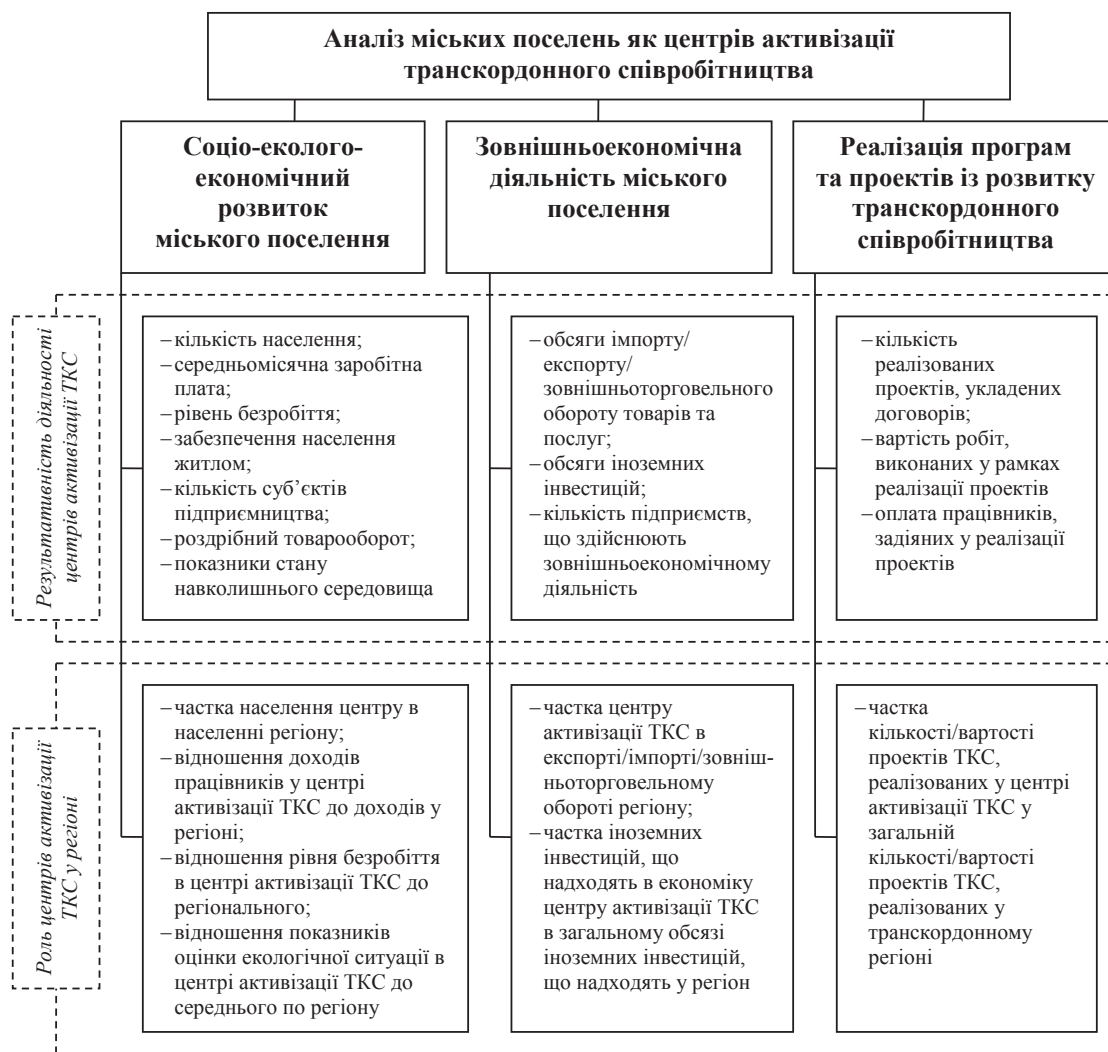 Аналіз міських поселень як центрів активізації
транскордонного співробітництва
Соціо-еколого-
економічний
розвиток
міського поселення
Зовнішньоекономічна
діяльність міського
поселення
Реалізація програм
та проектів із розвитку
транскордонного
співробітництва
Результативність діяльності
центрів активізації ТКС
–кількість населення;
–середньомісячна заробітна
плата;
–рівень безробіття;
–забезпечення населення
житлом;
–кількість суб’єктів
підприємництва;
–роздрібний товарооборот;
–показники стану
навколишнього середовища
–обсяги імпорту/
експорту/
зовнішньоторговельного
обороту товарів та
послуг;
–обсяги іноземних
інвестицій;
–кількість підприємств,
що здійснюють
зовнішньоекономічному
діяльність
–кількість
реалізованих
проектів, укладених
договорів;
–вартість робіт,
виконаних у рамках
реалізації проектів
–оплата працівників,
задіяних у реалізації
проектів
Роль центрів активізації
ТКС у регіоні
–частка населення центру в
населенні регіону;
–відношення доходів
працівників у центрі
активізації ТКС до доходів у
регіоні;
–відношення рівня безробіття
в центрі активізації ТКС до
регіонального;
–відношення показників
оцінки екологічної ситуації в
центрі активізації ТКС до
середнього по регіону
–частка центру
активізації ТКС в
експорті/імпорті/зовніш-
ньоторговельному
обороті регіону;
–частка іноземних
інвестицій, що
надходять в економіку
центру активізації ТКС
в загальному обсязі
іноземних інвестицій,
що надходять у регіон
–частка
кількості/вартості
проектів ТКС,
реалізованих у центрі
активізації ТКС у
загальній
кількості/вартості
проектів ТКС,
реалізованих у
транскордонному
регіоні